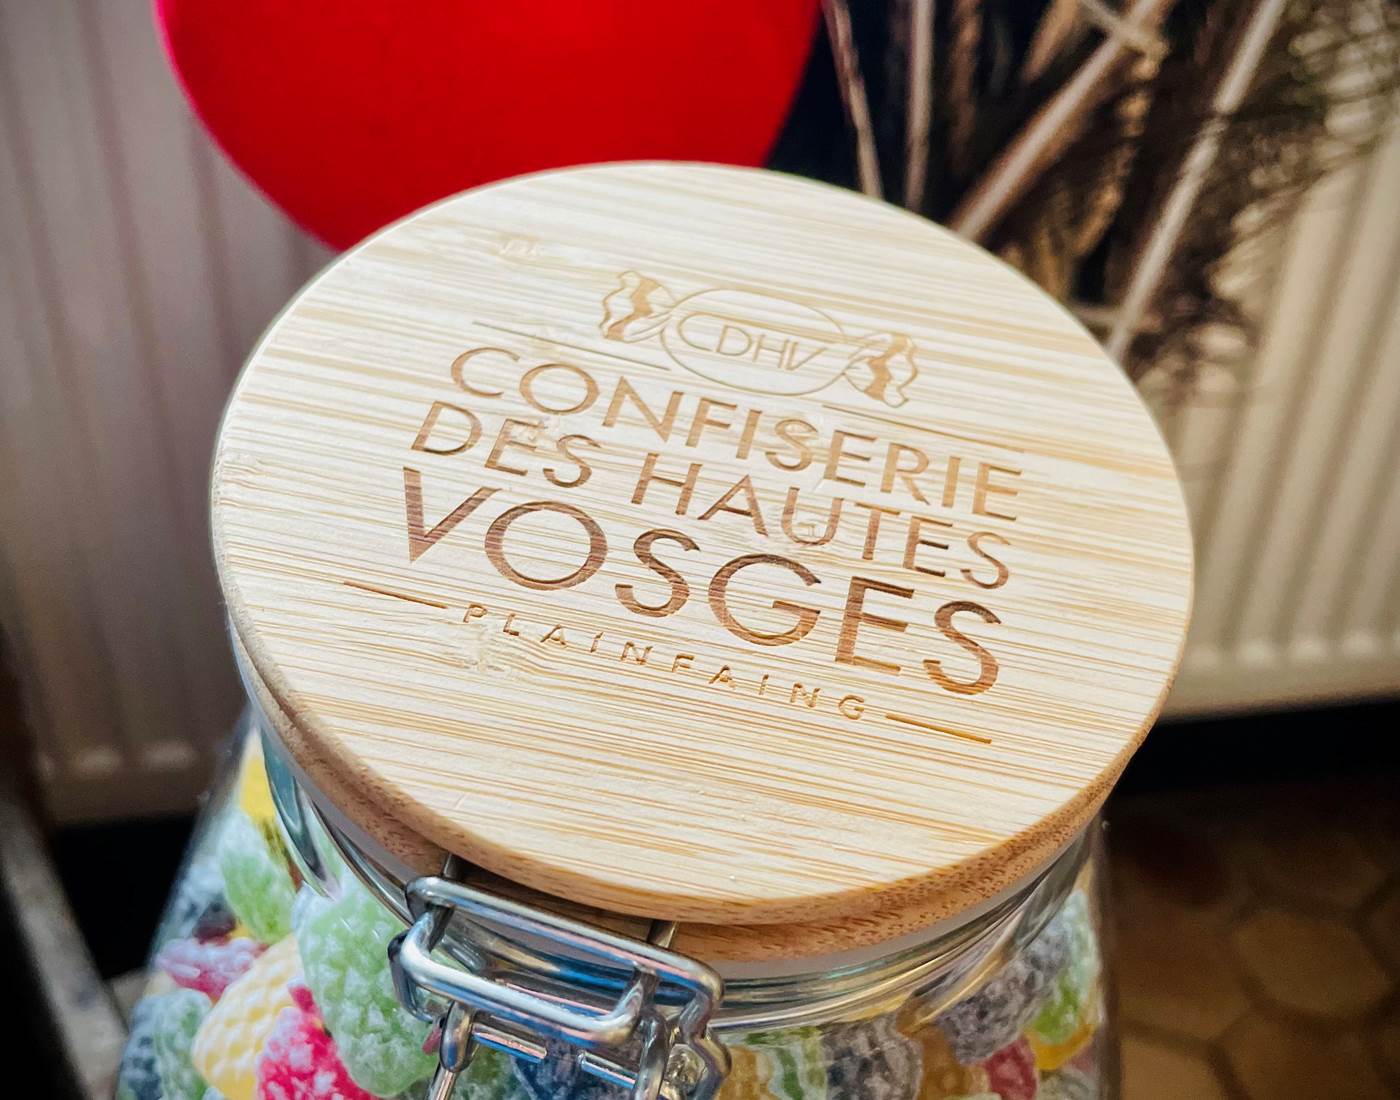 CDHV
CONFISERIE
DES HAUTES
VOSGES
PLAINFAING